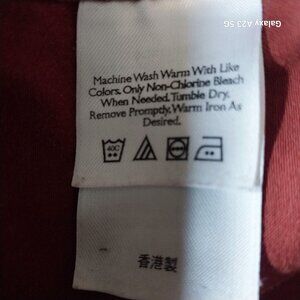 Galaxy A23 5G
Machine Wash Warm With Like
Colors. Only Non-Chlorine Bleach
When Needed. Tumble Dry.
Remove Promptly. Warm Iron As
Desired.
40C
香港製